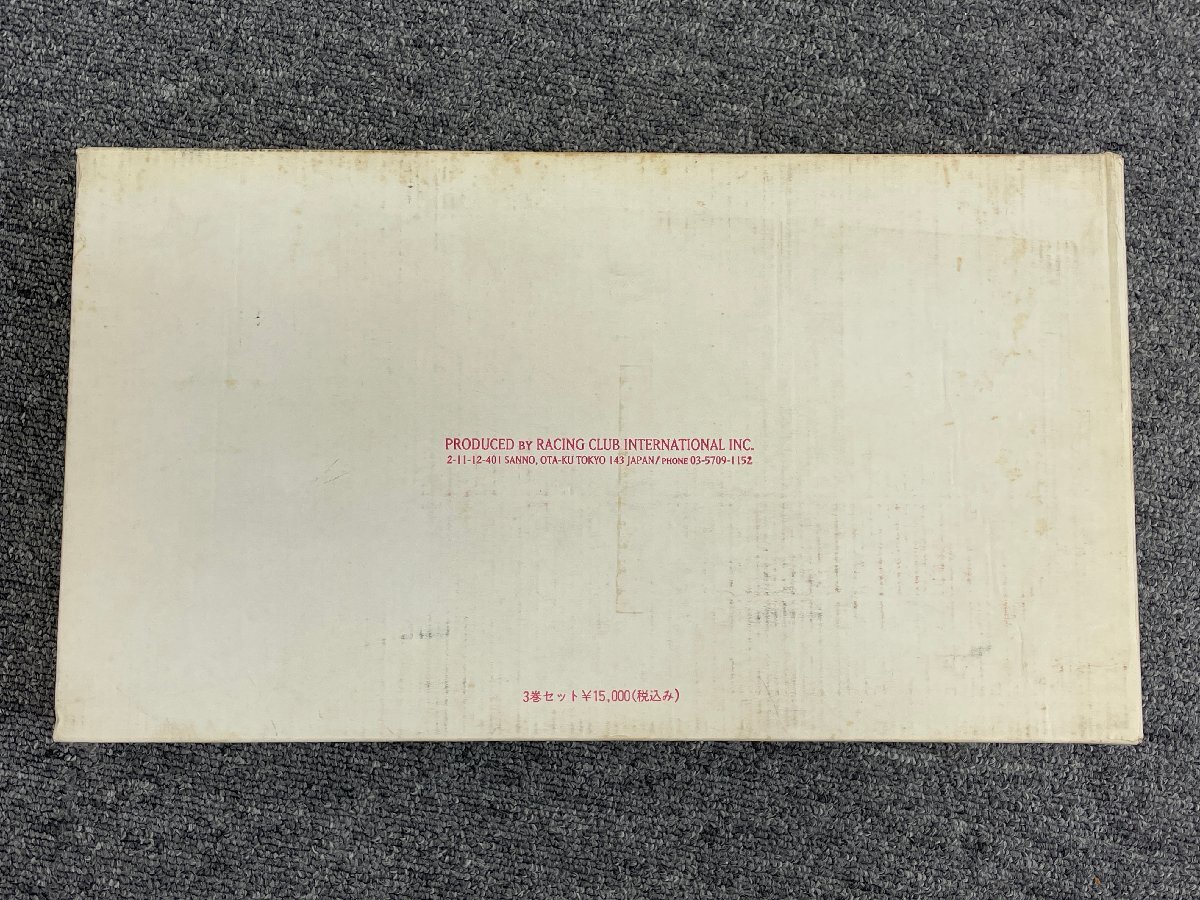 PRODUCED BY RACING CLUB INTERNATIONAL INC.
2-11-12-401 SANNO, OTA-KU TOKYO 143 JAPAN/PHONE 03-5709-1152
3巻セット¥15,000(税込み)